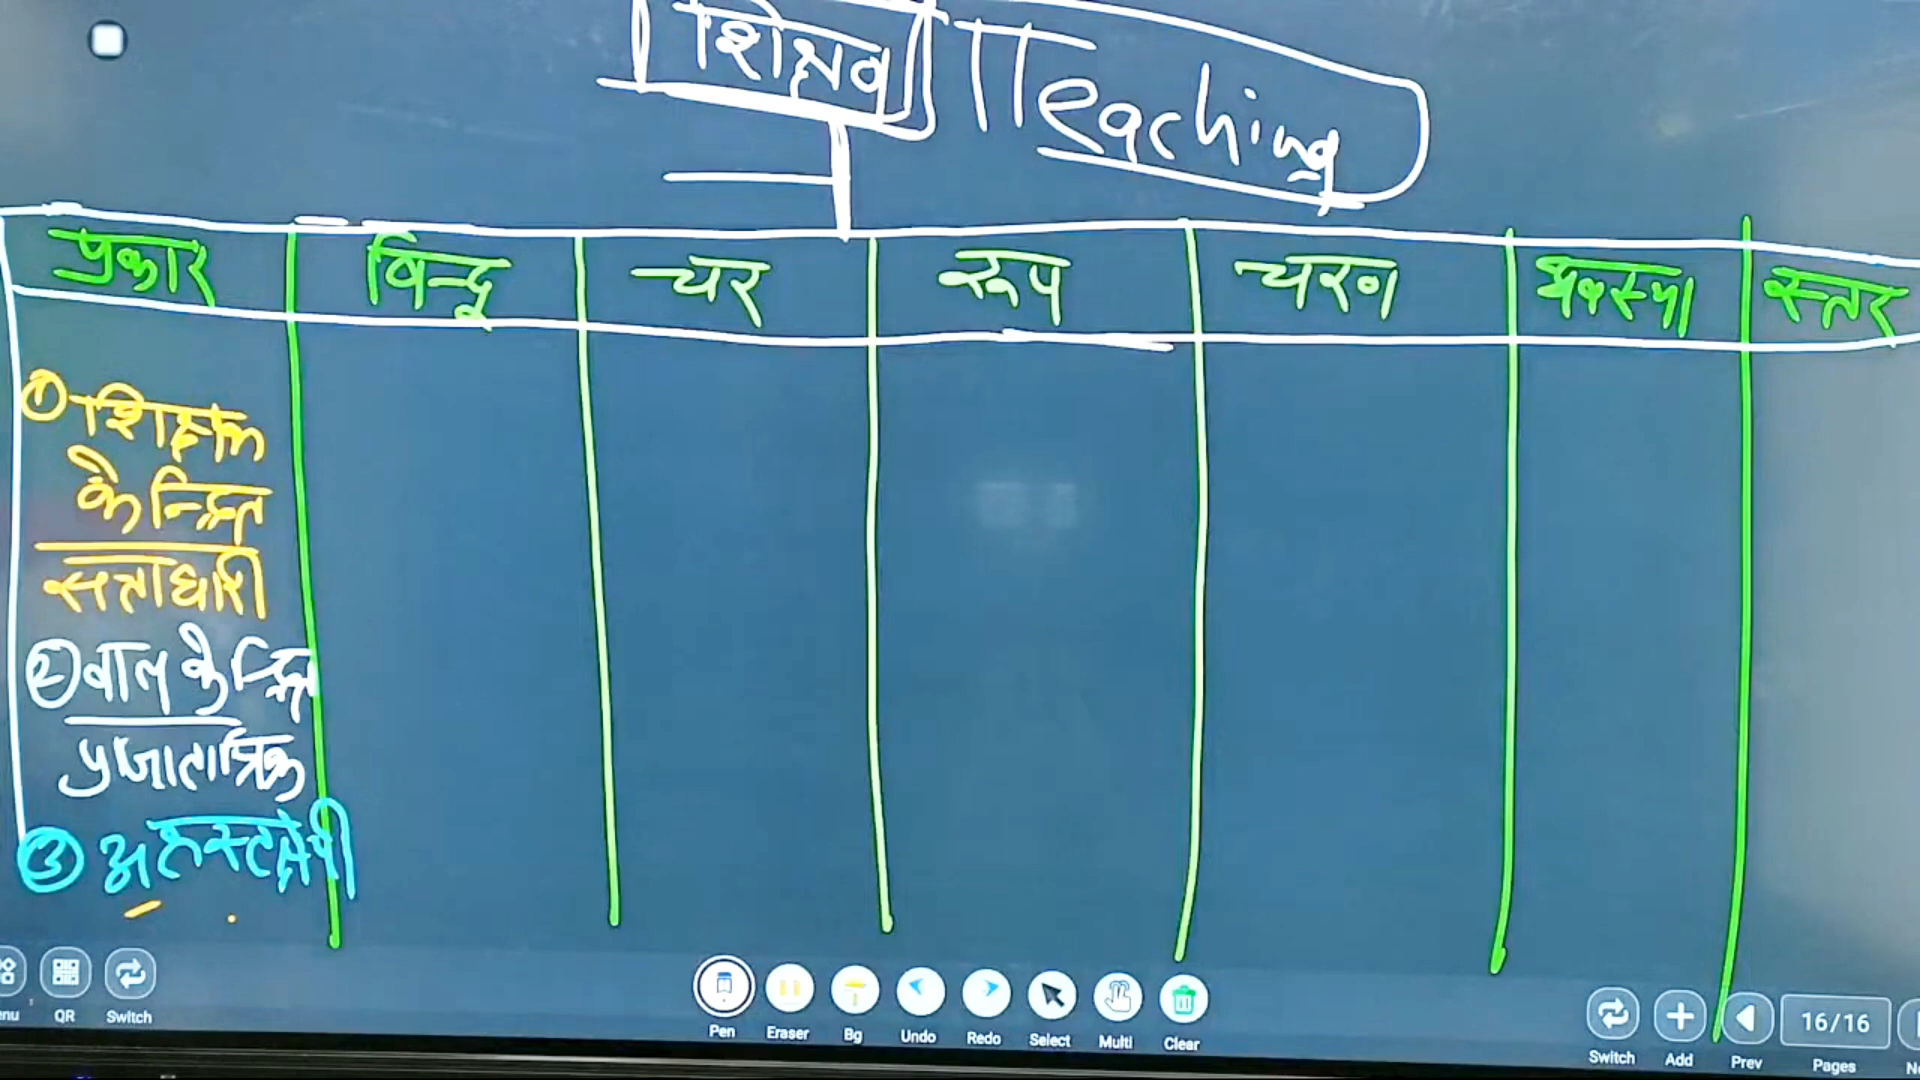 शिक्षण Teaching
प्रकार बिन्दू चर रूप चरण अवस्था स्तर
① शिक्षक
केन्द्रित
सत्ताधारी
② बाल केन्द्रित
प्रजातान्त्रिक
③ अहस्तक्षेपी
QR Switch Pen Eraser Bg Undo Redo Select Multi Clear Switch Add Prev 16/16 Pages